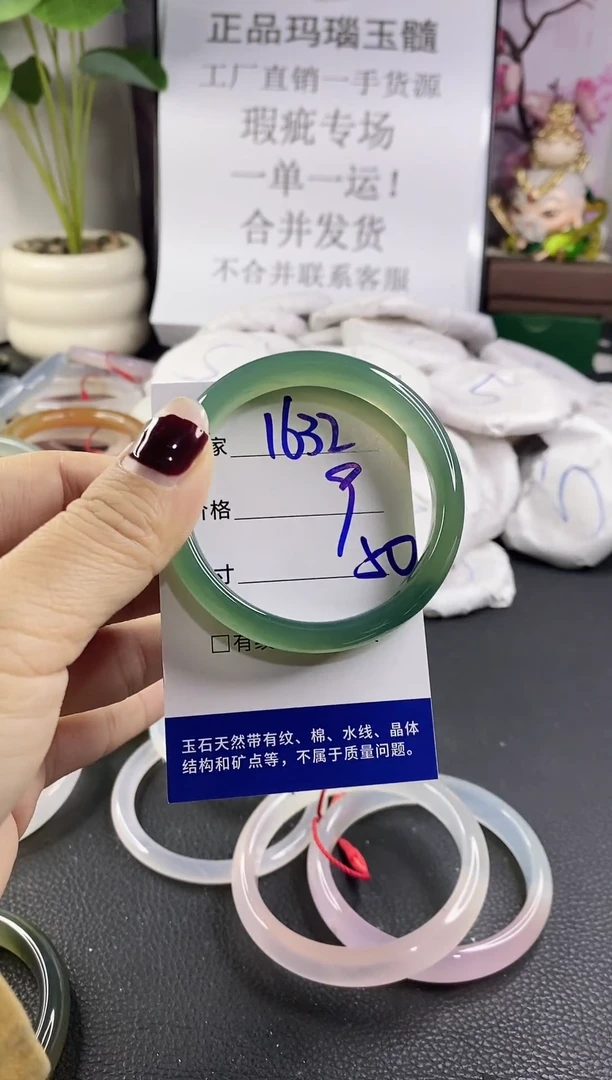 正品玛瑙玉髓
工厂直销一手货源
瑕疵专场
一单一运!
合并发货
不合并联系客服
家 1632
格
寸 50
□有
玉石天然带有纹、棉、水线、晶体
结构和矿点等，不属于质量问题。
5